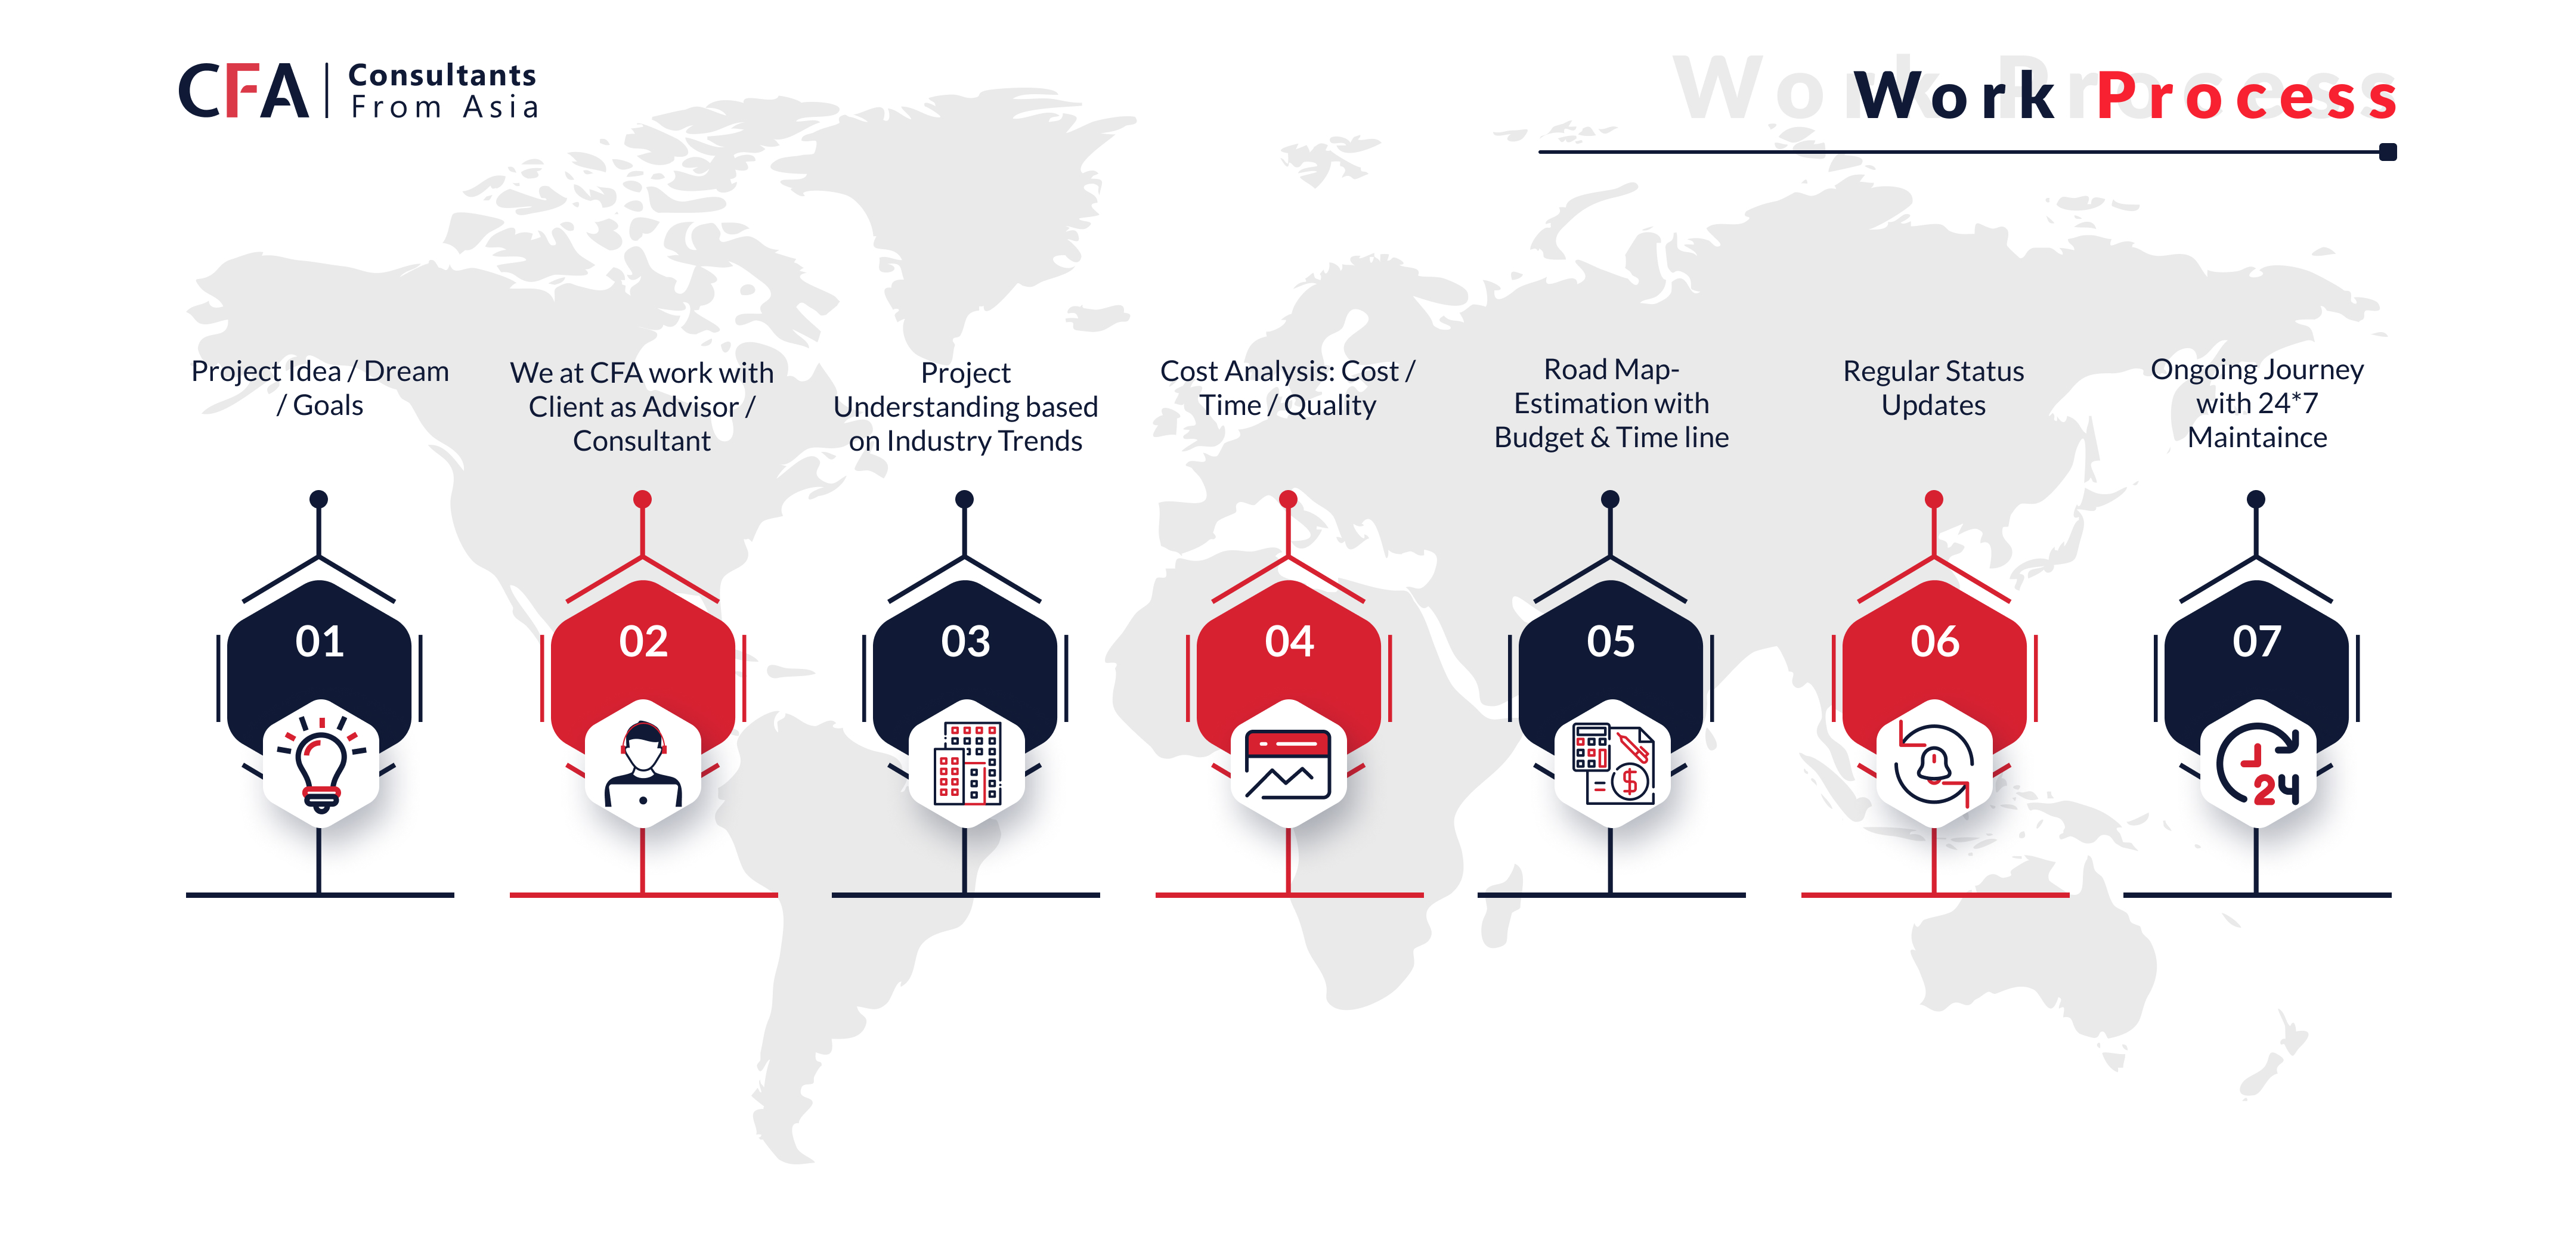 CFA
Consultants
From Asia
Work Process
Work Process
Project Idea / Dream
/ Goals
We at CFA work with
Client as Advisor /
Consultant
Project
Understanding based
on Industry Trends
Cost Analysis: Cost /
Time / Quality
Road Map-
Estimation with
Budget & Time line
Regular Status
Updates
Ongoing Journey
with 24*7
Maintaince
01
02
03
04
05
06
07
$
24